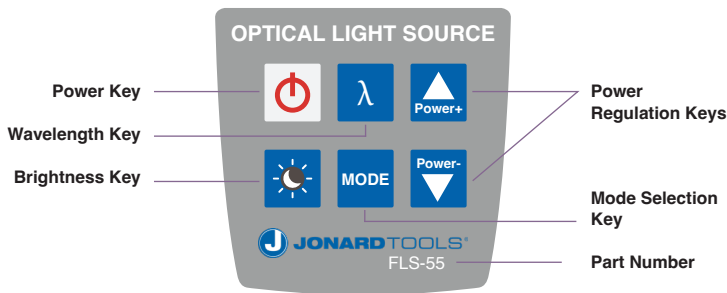 OPTICAL LIGHT SOURCE
Power Key
λ
Power+
Power
Regulation Keys
Wavelength Key
Brightness Key
MODE
Power-
Mode Selection
Key
JJONARDTOOLS®
FLS-55
Part Number